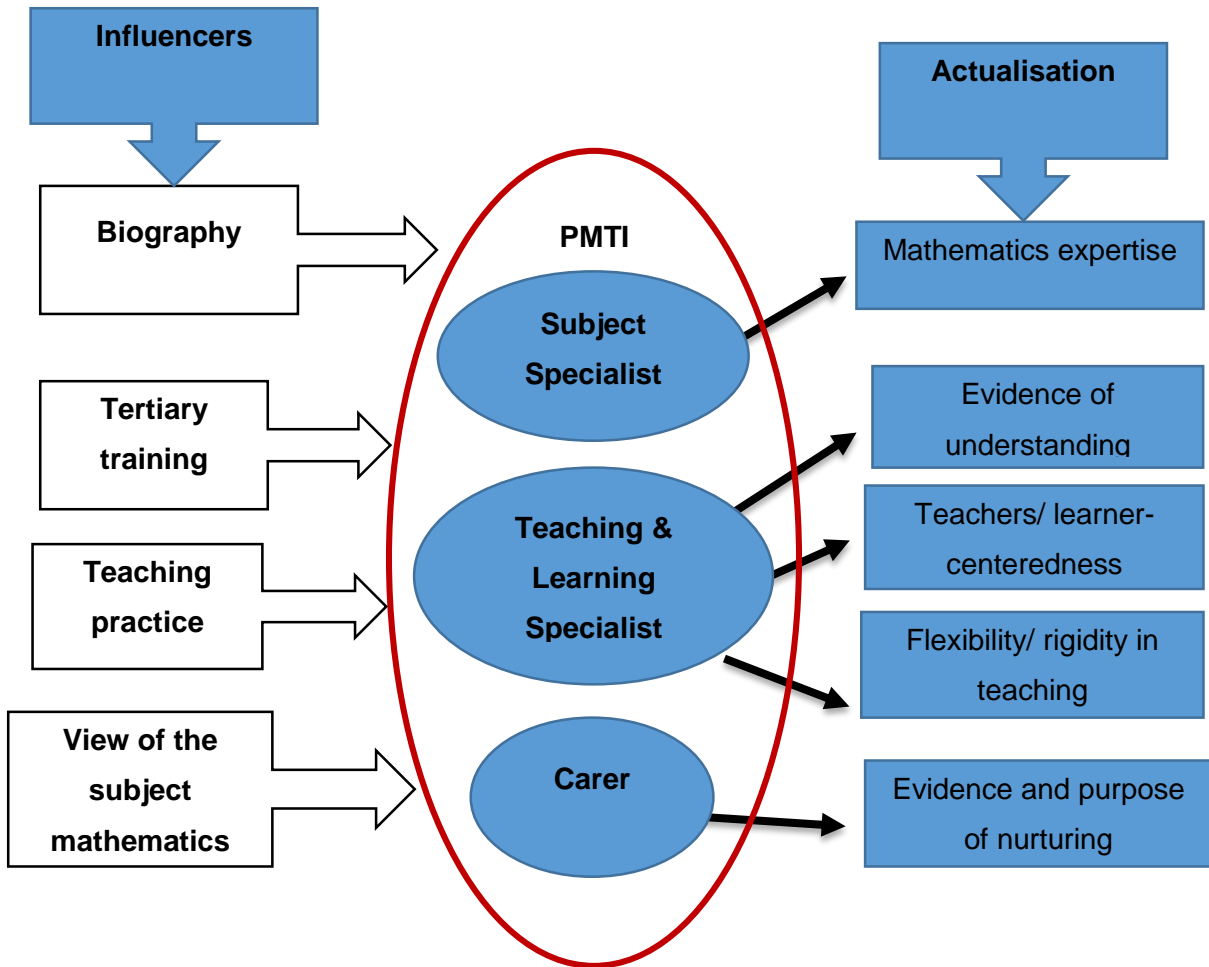 Influencers
Biography
Tertiary
training
Teaching
practice
View of the
subject
mathematics
PMTI
Subject
Specialist
Teaching &
Learning
Specialist
Carer
Actualisation
Mathematics expertise
Evidence of
understanding
Teachers/ learner-
centeredness
Flexibility/ rigidity in
teaching
Evidence and purpose
of nurturing